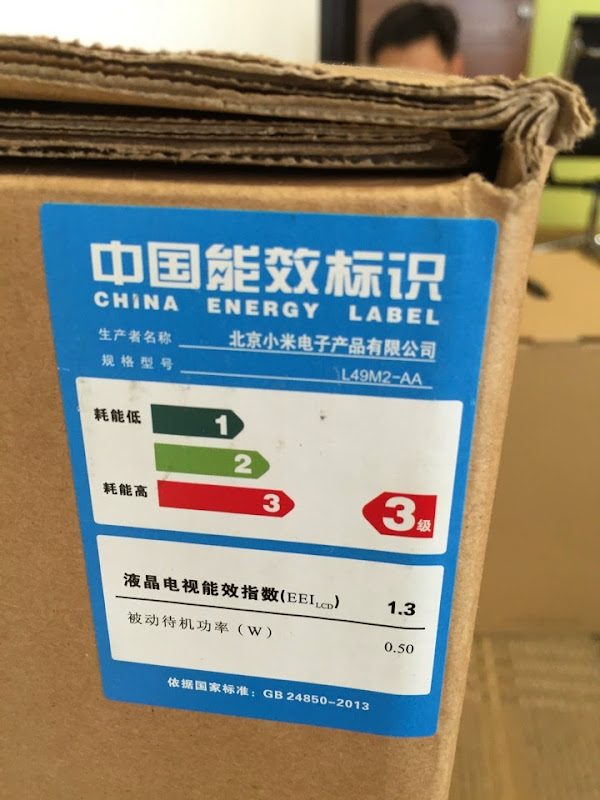 中国能效标识
CHINA ENERGY LABEL
生产者名称 北京小米电子产品有限公司
规格型号 L49M2-AA
耗能低 1
2
耗能高 3
3级
液晶电视能效指数(EEI LCD) 1.3
被动待机功率（W） 0.50
依据国家标准：GB 24850-2013